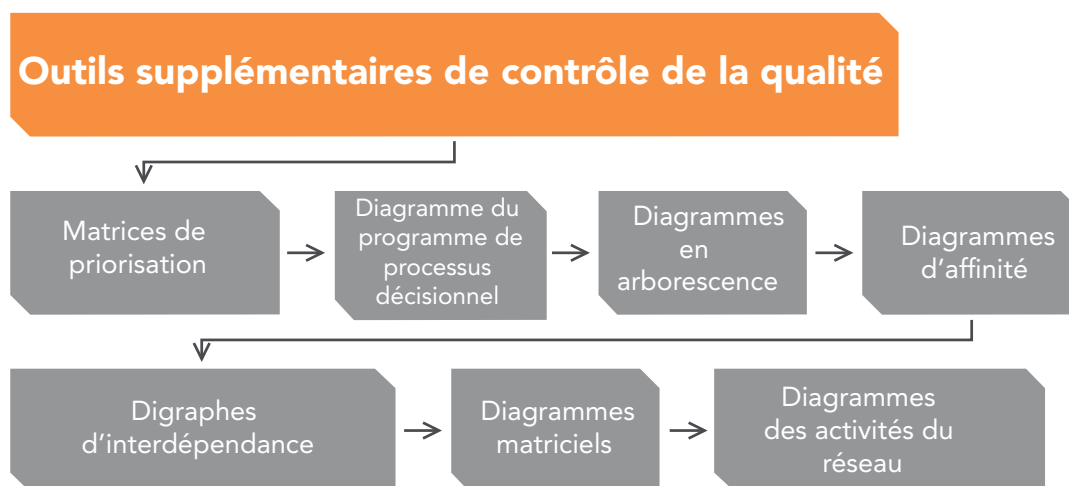 Outils supplémentaires de contrôle de la qualité
Matrices de
priorisation
Diagramme du
programme de
processus
décisionnel
Diagrammes
en
arborescence
Diagrammes
d’affinité
Digraphes
d’interdépendance
Diagrammes
matriciels
Diagrammes
des activités du
réseau